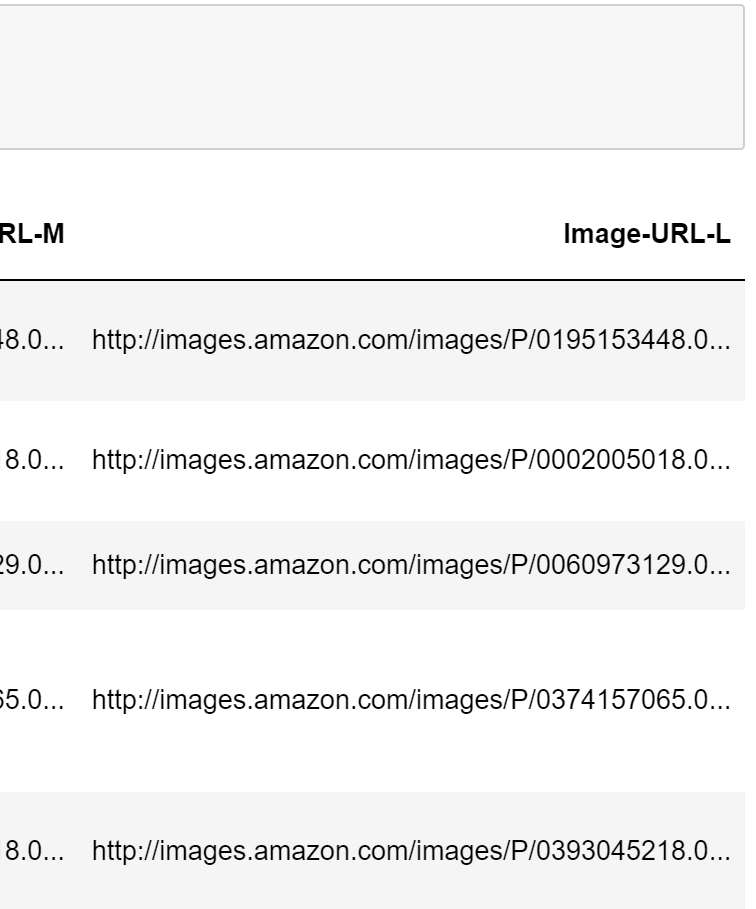 RL-M Image-URL-L
48.0... http://images.amazon.com/images/P/0195153448.0...
8.0... http://images.amazon.com/images/P/0002005018.0...
29.0... http://images.amazon.com/images/P/0060973129.0...
65.0... http://images.amazon.com/images/P/0374157065.0...
8.0... http://images.amazon.com/images/P/0393045218.0...